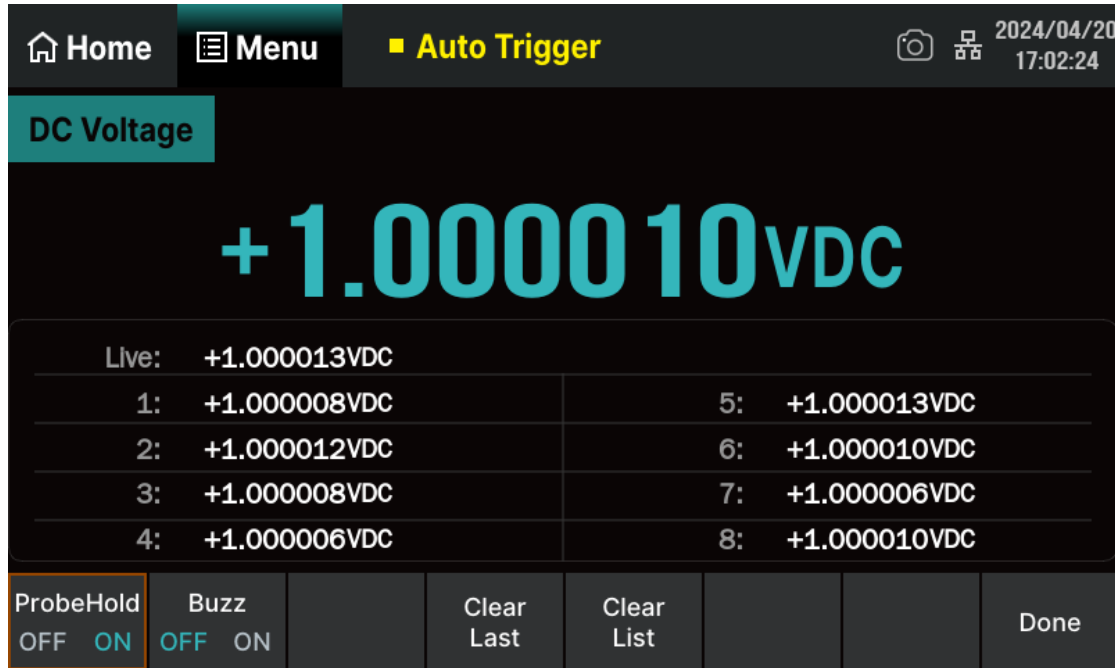 Home Menu Auto Trigger 2024/04/20
17:02:24
DC Voltage
+1.000010VDC
Live: +1.000013VDC
1: +1.000008VDC 5: +1.000013VDC
2: +1.000012VDC 6: +1.000010VDC
3: +1.000008VDC 7: +1.000006VDC
4: +1.000006VDC 8: +1.000010VDC
ProbeHold Buzz Clear Clear Done
OFF ON OFF ON Last List